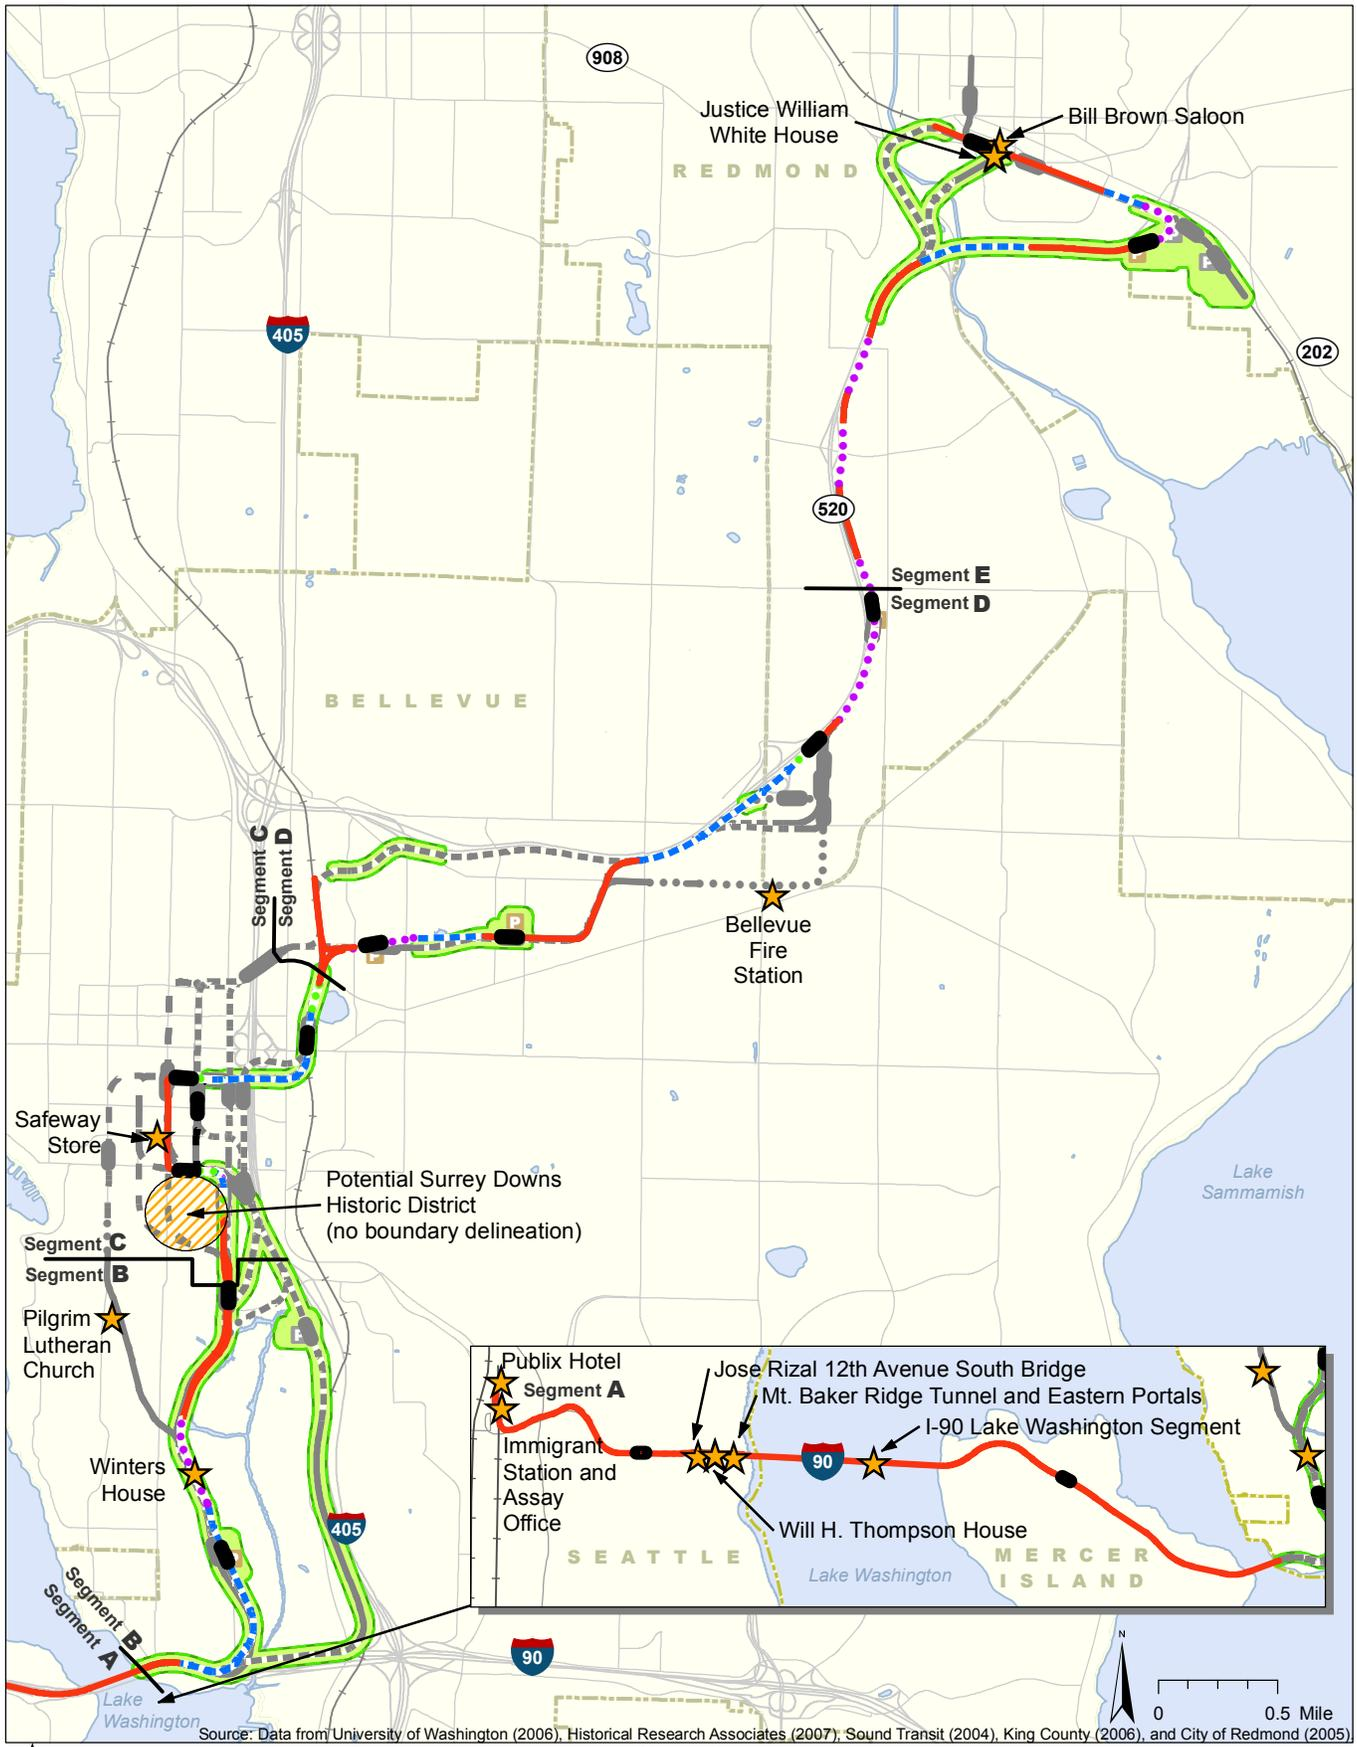 908
Justice William
White House
Bill Brown Saloon
REDMOND
405
202
520
Segment E
Segment D
BELLEVUE
Segment C
Segment D
P
Bellevue
Fire
Station
P
P
P
Safeway
Store
Potential Surrey Downs
Historic District
(no boundary delineation)
Lake
Sammamish
Segment C
Segment B
Pilgrim
Lutheran
Church
P
Publix Hotel
Segment A
Jose Rizal 12th Avenue South Bridge
Mt. Baker Ridge Tunnel and Eastern Portals
I-90 Lake Washington Segment
Immigrant
Station and
Assay
Office
90
Will H. Thompson House
SEATTLE
Lake Washington
MERCER
ISLAND
Winters
House
405
Segment B
Segment A
90
Lake
Washington
N
0 0.5 Mile
Source: Data from University of Washington (2006), Historical Research Associates (2007), Sound Transit (2004), King County (2006), and City of Redmond (2005).